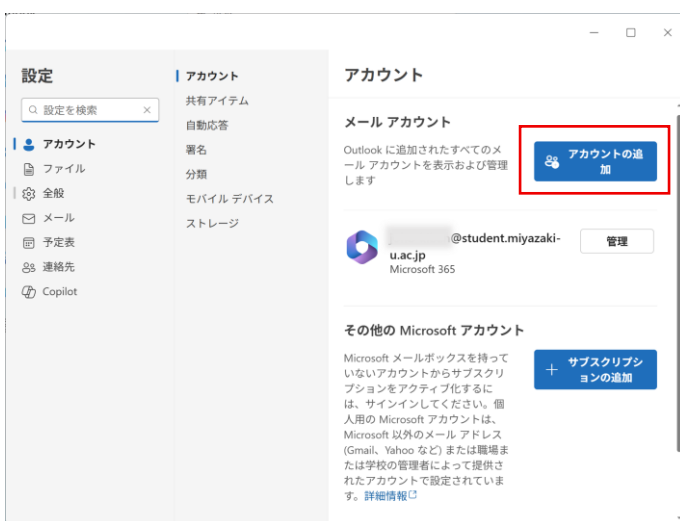 設定
設定を検索
アカウント
ファイル
全般
メール
予定表
連絡先
Copilot
アカウント
共有アイテム
自動応答
署名
分類
モバイル デバイス
ストレージ
アカウント
メール アカウント
Outlook に追加されたすべてのメ
ール アカウントを表示および管理
します
アカウントの追
加
@student.miyazaki-
u.ac.jp
Microsoft 365
管理
その他の Microsoft アカウント
Microsoft メールボックスを持って
いないアカウントからサブスクリ
プションをアクティブ化するに
は、サインインしてください。個
人用の Microsoft アカウントは、
Microsoft 以外のメール アドレス
(Gmail、Yahoo など) または職場ま
たは学校の管理者によって提供さ
れたアカウントで設定されていま
す。詳細情報
サブスクリプシ
ョンの追加